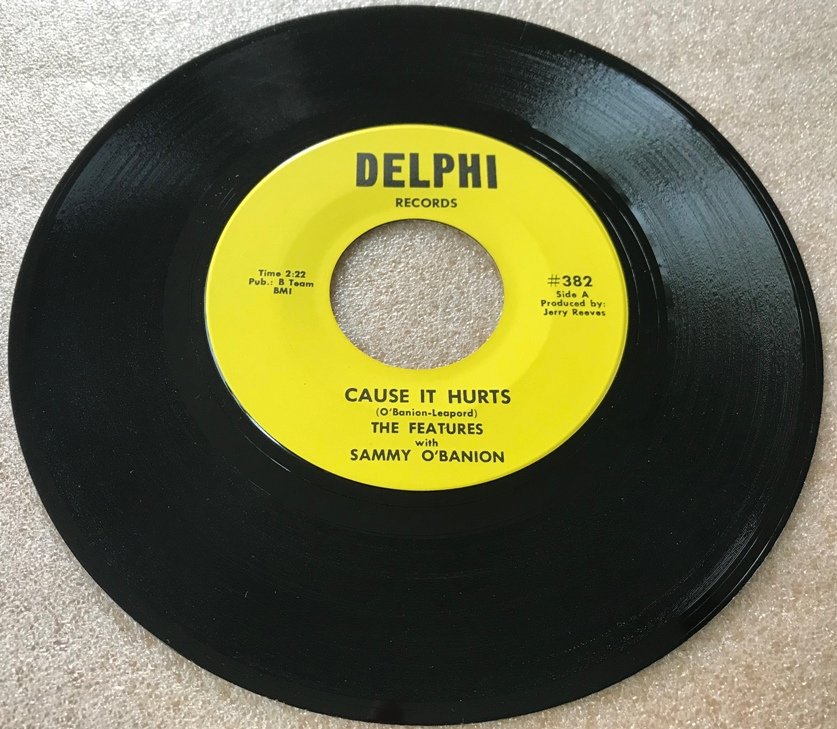 DELPHI
RECORDS
Time 2:22
Pub.: B Team
BMI
#382
Side A
Produced by:
Jerry Reeves
CAUSE IT HURTS
(O'Banion-Leapord)
THE FEATURES
with
SAMMY O'BANION